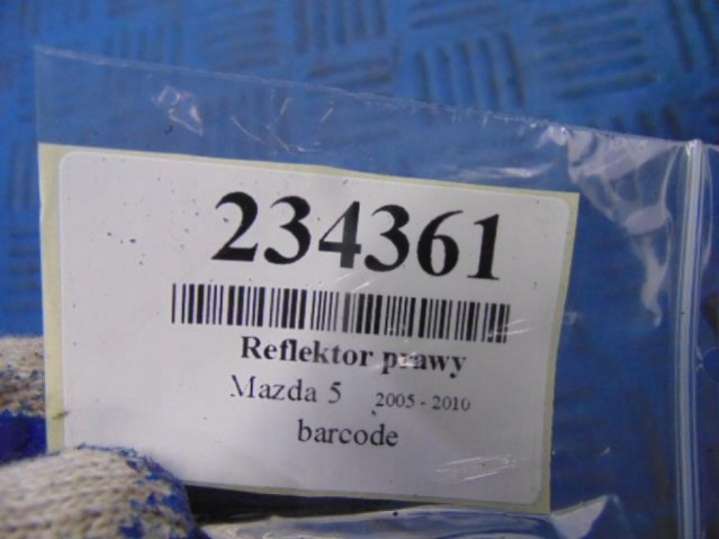 234361
Reflektor prawy
Mazda 5 2005 - 2010
barcode